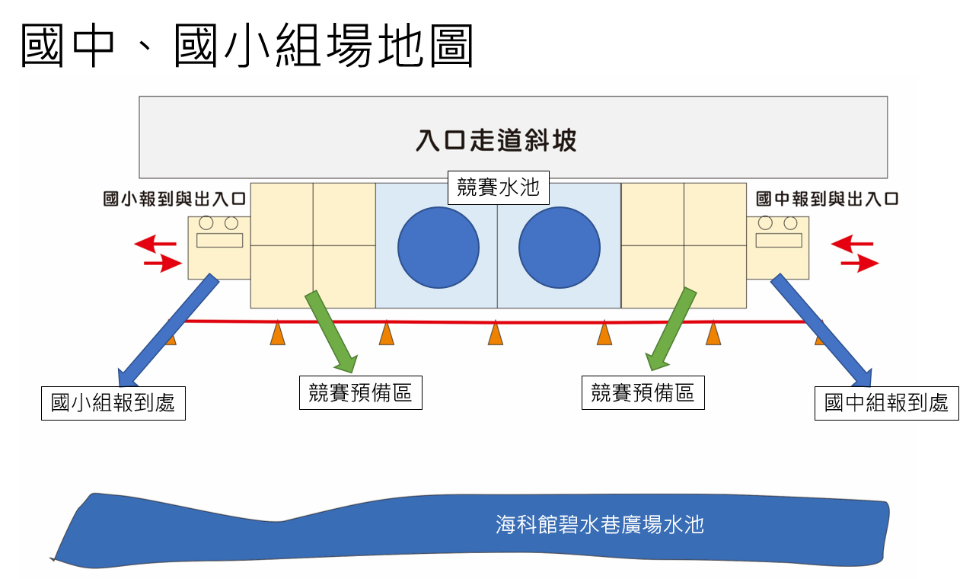 國中、國小組場地圖
入口走道斜坡
競賽水池
國小報到與出入口
國中報到與出入口
國小組報到處
競賽預備區
競賽預備區
國中組報到處
海科館碧水巷廣場水池